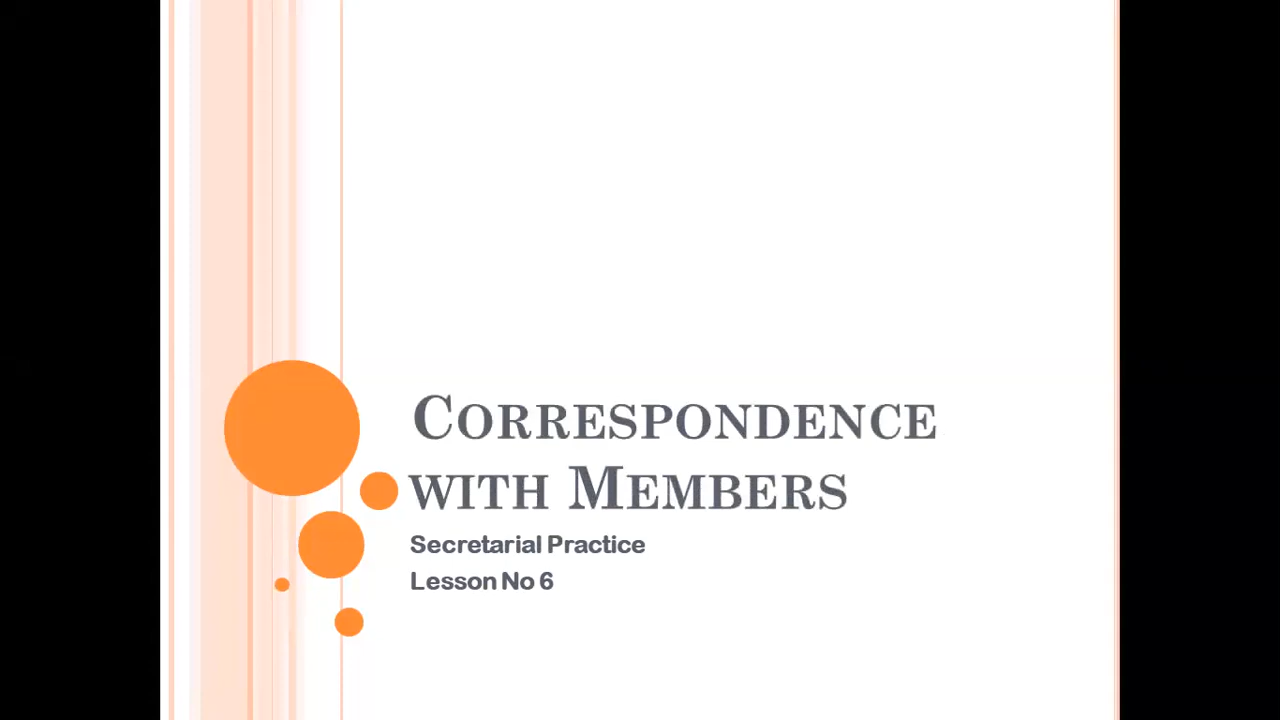 Correspondence
with Members
Secretarial Practice
Lesson No 6